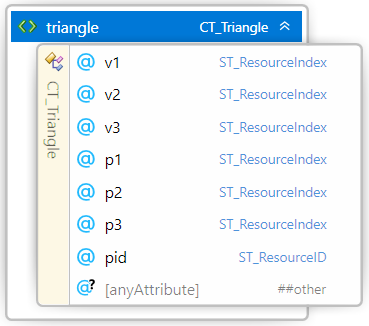 triangle CT_Triangle
CT_Triangle
@ v1 ST_ResourceIndex
@ v2 ST_ResourceIndex
@ v3 ST_ResourceIndex
@ p1 ST_ResourceIndex
@ p2 ST_ResourceIndex
@ p3 ST_ResourceIndex
@ pid ST_ResourceID
@? [anyAttribute] ##other